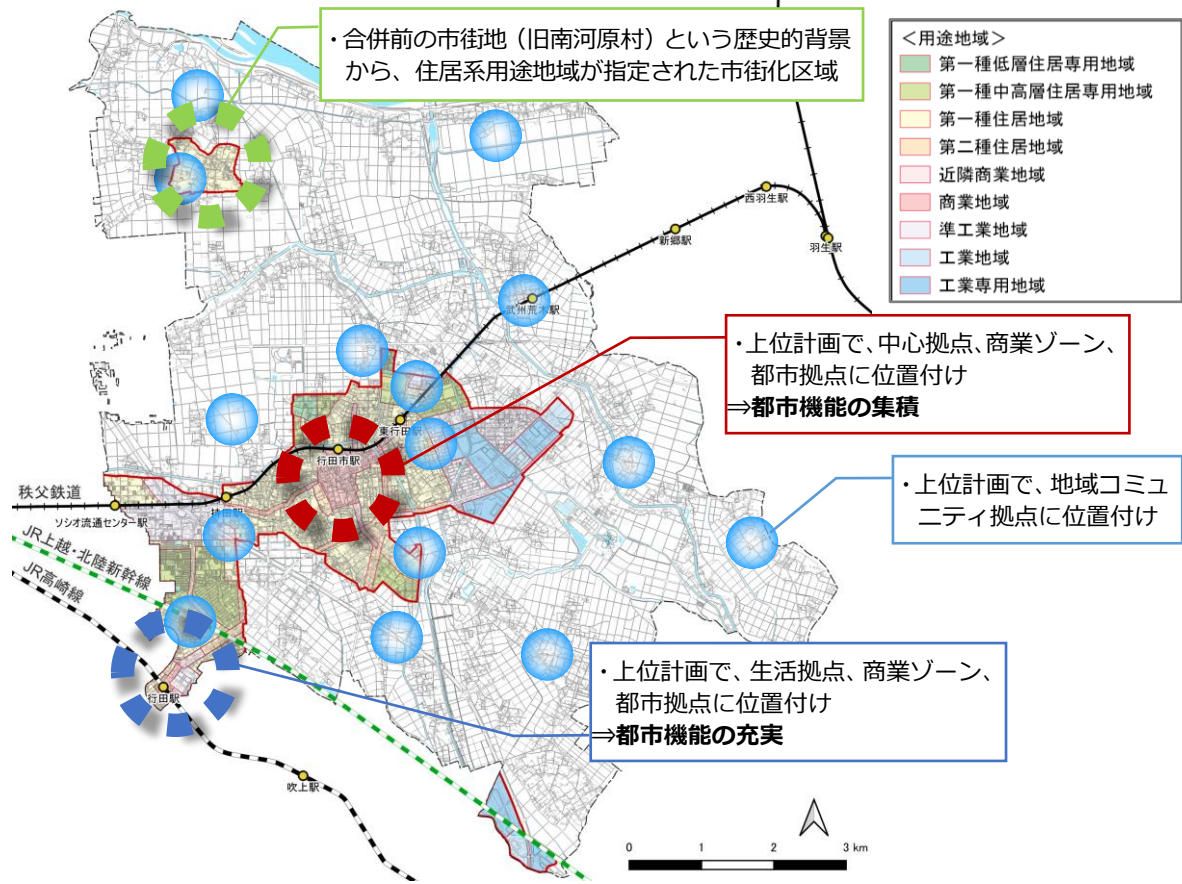 ・合併前の市街地（旧南河原村）という歴史的背景
から、住居系用途地域が指定された市街化区域
＜用途地域＞
第一種低層住居専用地域
第一種中高層住居専用地域
第一種住居地域
第二種住居地域
近隣商業地域
商業地域
準工業地域
工業地域
工業専用地域
西羽生駅
新郷駅
羽生駅
武州荒木駅
・上位計画で、中心拠点、商業ゾーン、
都市拠点に位置付け
⇒都市機能の集積
東行田駅
行田市駅
・上位計画で、地域コミュ
ニティ拠点に位置付け
秩父鉄道
ソシオ流通センター駅
JR上越・北陸新幹線
JR高崎線
・上位計画で、生活拠点、商業ゾーン、
都市拠点に位置付け
⇒都市機能の充実
行田駅
吹上駅
0 1 2 3 km